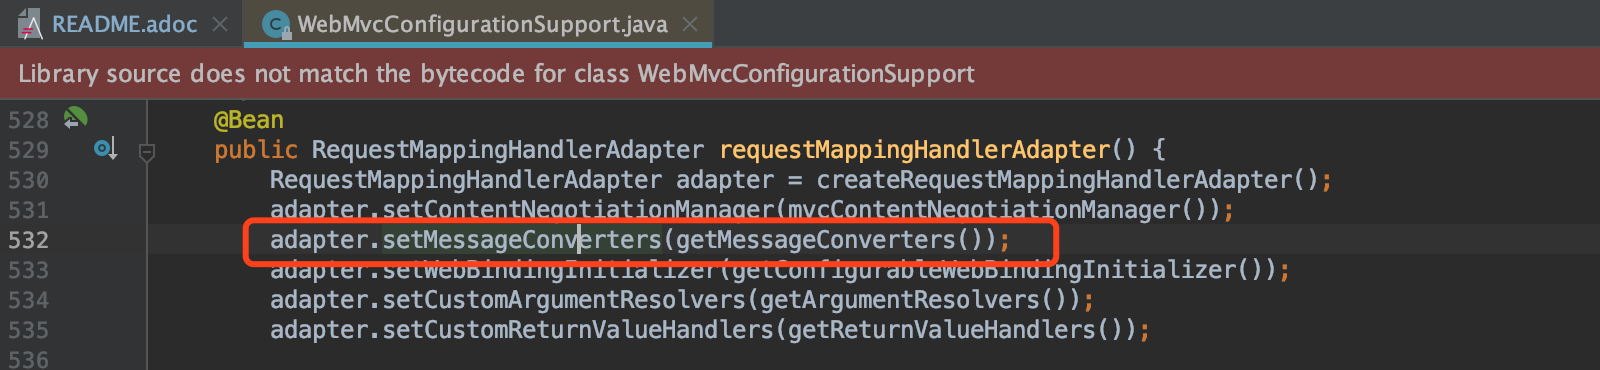 README.adoc
WebMvcConfigurationSupport.java
Library source does not match the bytecode for class WebMvcConfigurationSupport
528 @Bean
529 public RequestMappingHandlerAdapter requestMappingHandlerAdapter() {
530 RequestMappingHandlerAdapter adapter = createRequestMappingHandlerAdapter();
531 adapter.setContentNegotiationManager(mvcContentNegotiationManager());
532 adapter.setMessageConverters(getMessageConverters());
533 adapter.setWebBindingInitializer(getConfigurableWebBindingInitializer());
534 adapter.setCustomArgumentResolvers(getArgumentResolvers());
535 adapter.setCustomReturnValueHandlers(getReturnValueHandlers());
536